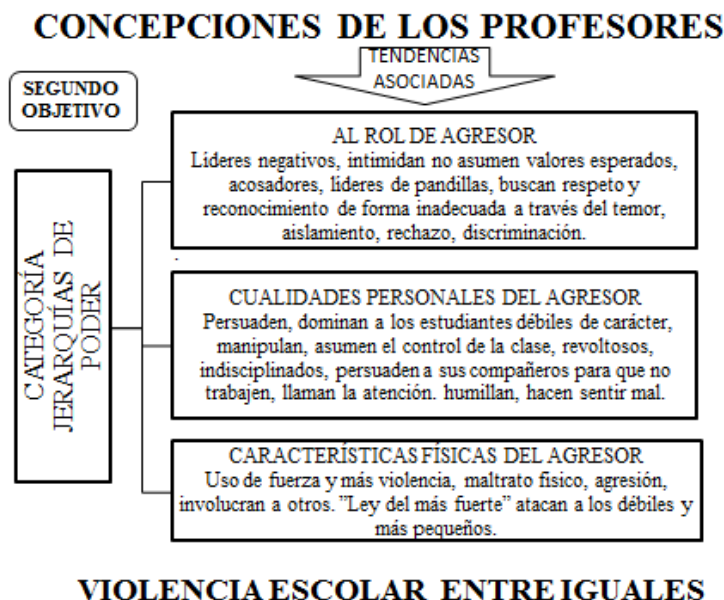 CONCEPCIONES DE LOS PROFESORES
TENDENCIAS
ASOCIADAS
SEGUNDO
OBJETIVO
CATEGORÍA
JERARQUÍAS DE
PODER
AL ROL DE AGRESOR
Líderes negativos, intimidan no asumen valores esperados,
acosadores, líderes de pandillas, buscan respeto y
reconocimiento de forma inadecuada a través del temor,
aislamiento, rechazo, discriminación.
.
CUALIDADES PERSONALES DEL AGRESOR
Persuaden, dominan a los estudiantes débiles de carácter,
manipulan, asumen el control de la clase, revoltosos,
indisciplinados, persuaden a sus compañeros para que no
trabajen, llaman la atención. humillan, hacen sentir mal.
CARACTERÍSTICAS FÍSICAS DEL AGRESOR
Uso de fuerza y más violencia, maltrato físico, agresión,
involucran a otros. ”Ley del más fuerte” atacan a los débiles y
más pequeños.
VIOLENCIA ESCOLAR ENTRE IGUALES